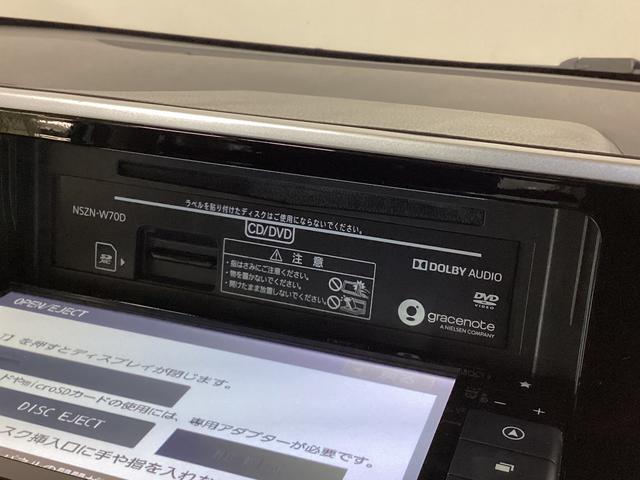 ラベルを貼り付けたディスクはご使用にならないでください。
NSZN-W70D
CD/DVD
注意
・指はさみにご注意ください。
・物を置かないでください。
・開けたまま放置しないでください。
DOLBY AUDIO
DVD
VIDEO
gracenote
A NIELSEN COMPANY
OPEN/EJECT
を押すとディスプレイが閉じます。
microSDカードの使用には、専用アダプターが必要です。
DISC EJECT
スク挿入口に手や指を入れな